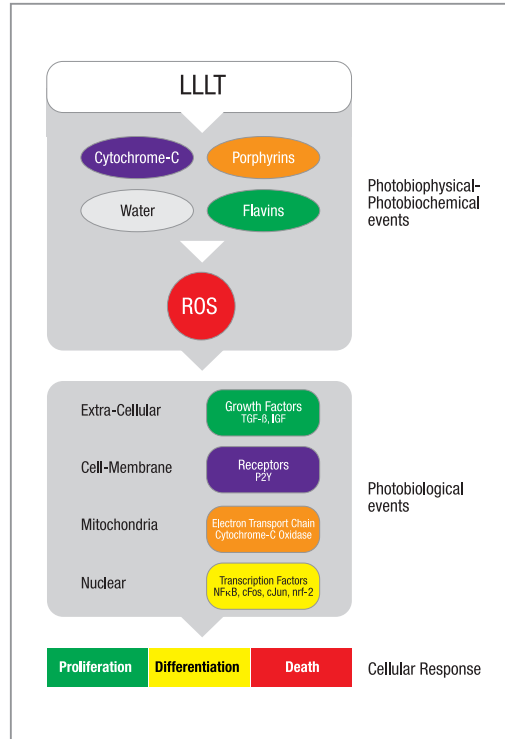 LLLT
Cytochrome-C
Porphyrins
Water
Flavins
Photobiophysical-
Photobiochemical
events
ROS
Extra-Cellular
Growth Factors
TGF-ß, IGF
Cell-Membrane
Receptors
P2Y
Photobiological
events
Mitochondria
Electron Transport Chain
Cytochrome-C Oxidase
Nuclear
Transcription Factors
NFκB, cFos, cJun, nrf-2
Proliferation
Differentiation
Death
Cellular Response